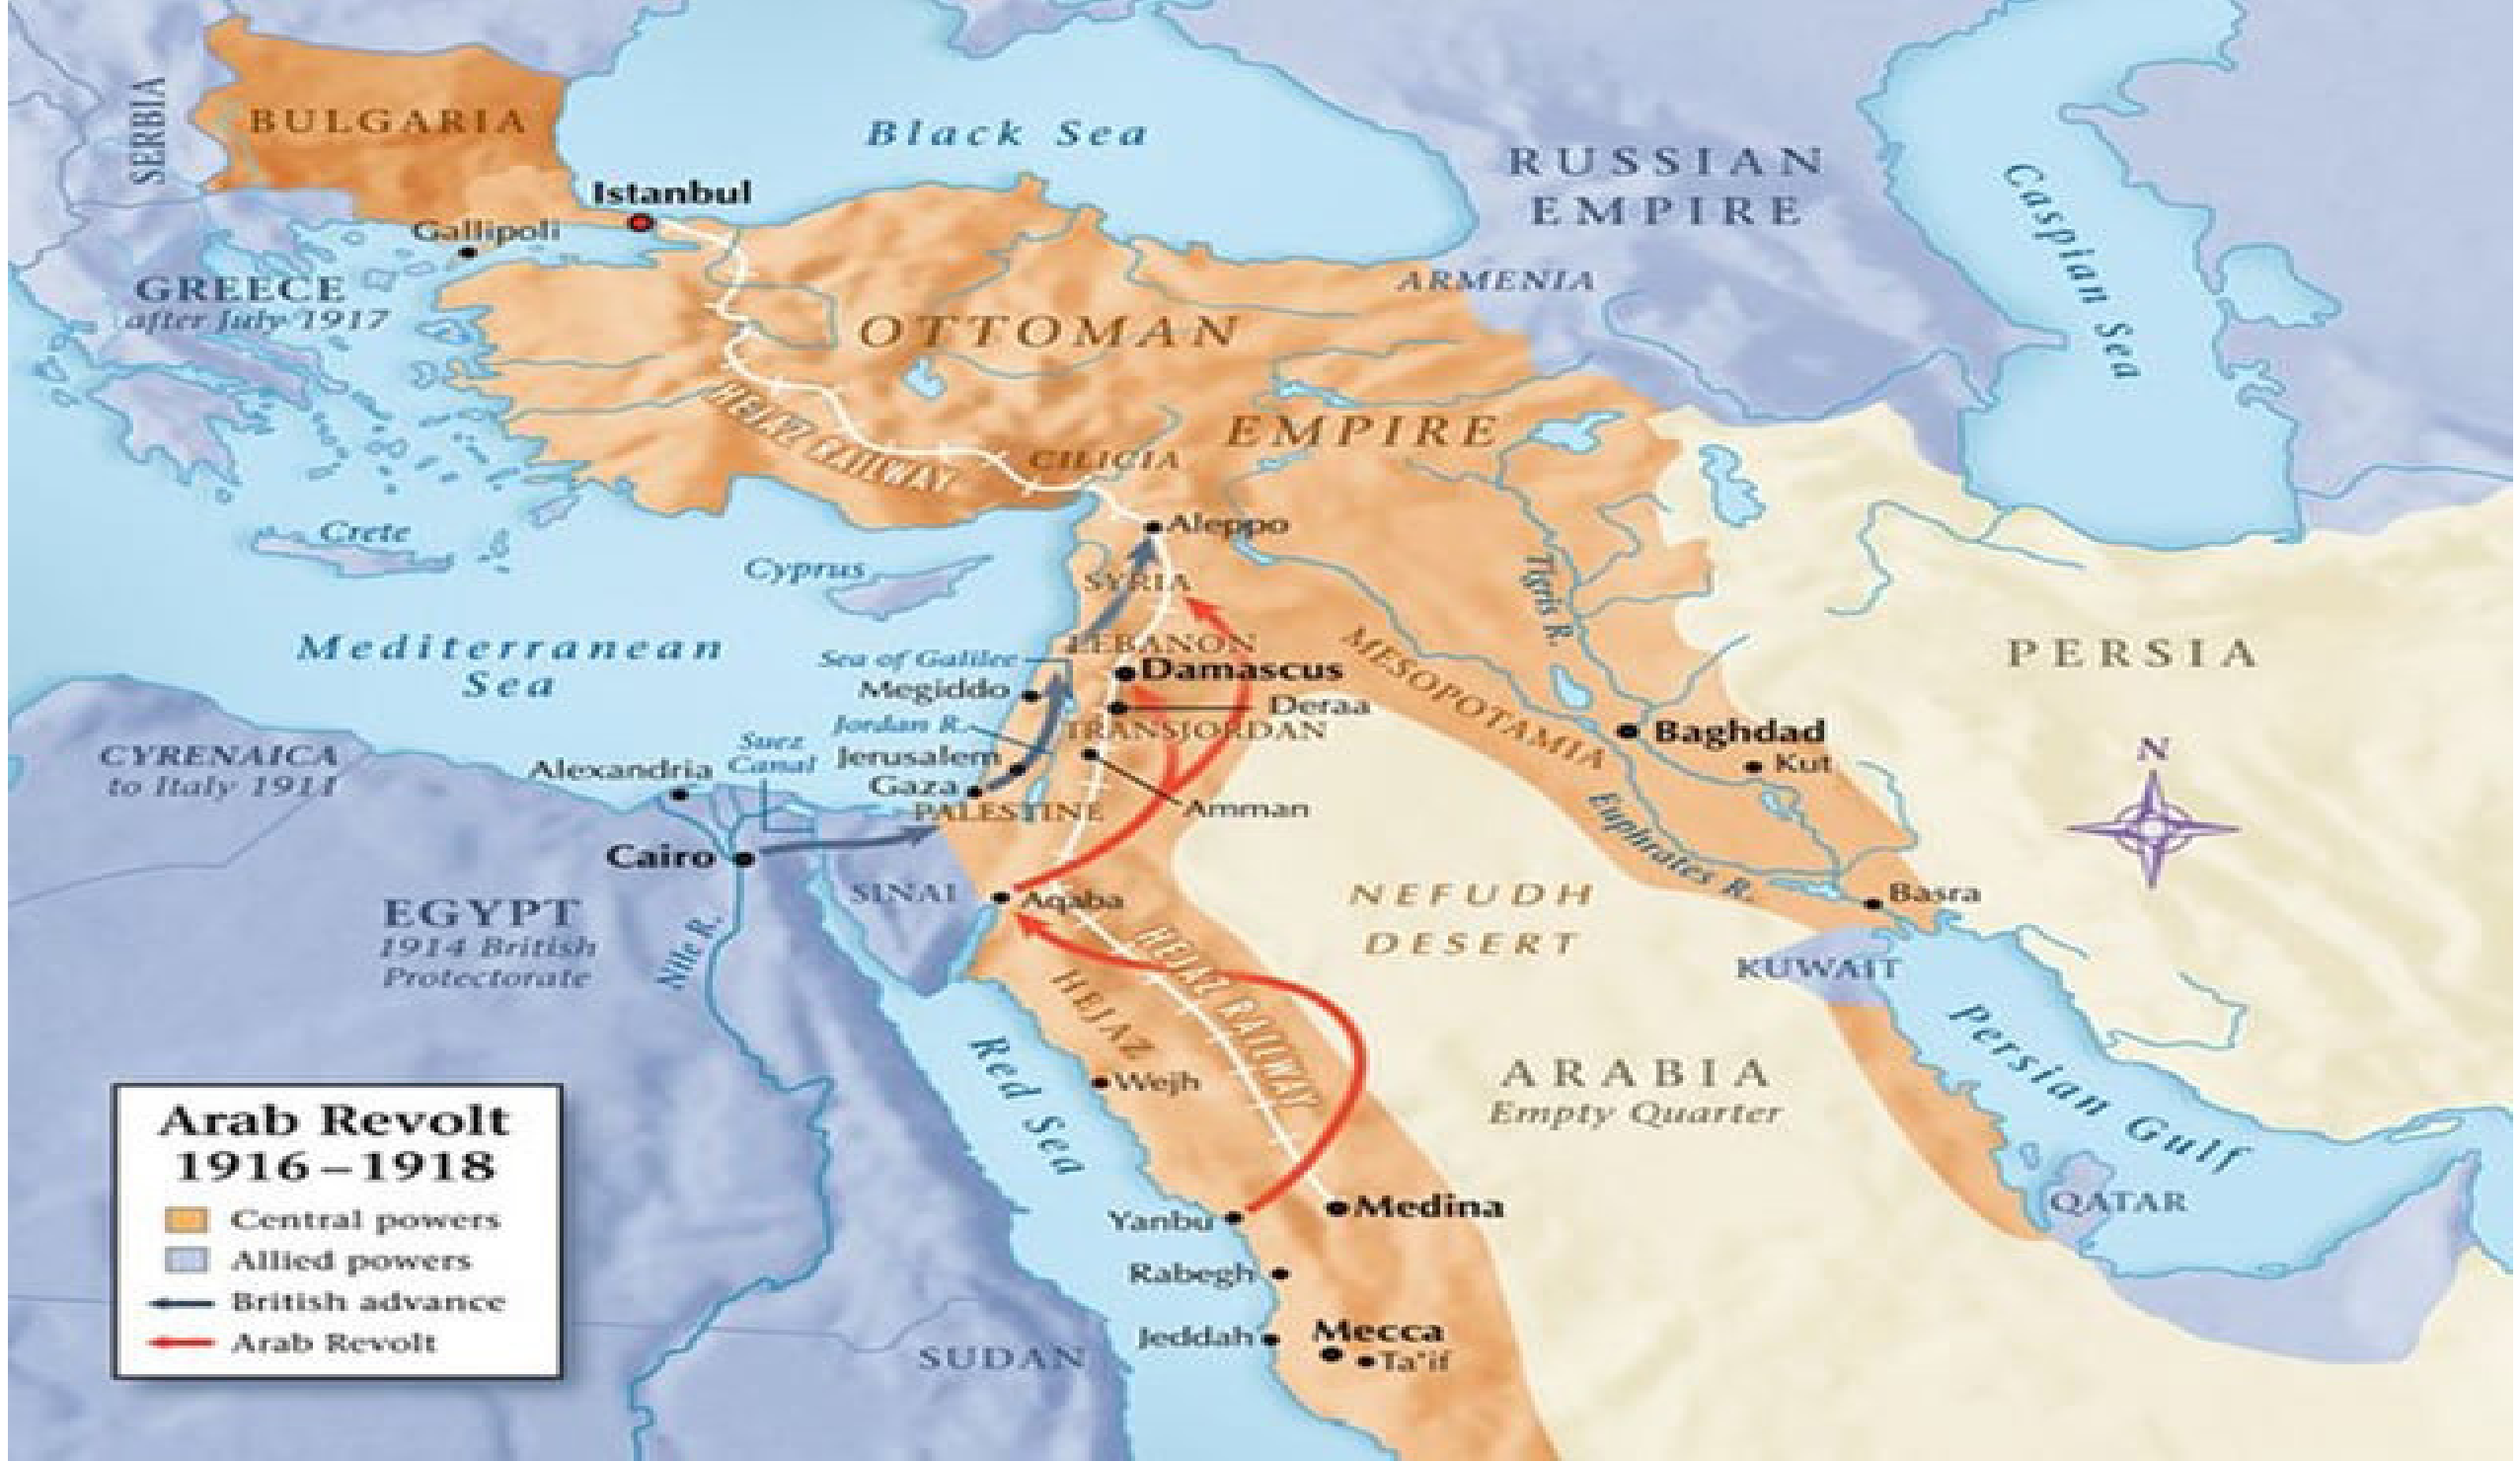 SERBIA
BULGARIA
Black Sea
RUSSIAN
EMPIRE
Caspian Sea
Istanbul
Gallipoli
GREECE
after July 1917
ARMENIA
OTTOMAN
EMPIRE
HEJAZ RAILWAY
CILICIA
Aleppo
Crete
Cyprus
SYRIA
Tigris R.
Mediterranean
Sea
LEBANON
Sea of Galilee
Damascus
Megiddo
Deraa
MESOPOTAMIA
PERSIA
Jordan R.
TRANSJORDAN
Baghdad
Kut
N
CYRENAICA
to Italy 1911
Alexandria
Suez
Canal
Jerusalem
Gaza
PALESTINE
Amman
Euphrates R.
Cairo
SINAI
Aqaba
NEFUDH
DESERT
Basra
EGYPT
1914 British
Protectorate
Nile R.
HEJAZ RAILWAY
KUWAIT
HEJAZ
Red Sea
Wejh
ARABIA
Empty Quarter
Persian Gulf
QATAR
Medina
Yanbu
Rabegh
Jeddah
Mecca
Ta'if
SUDAN
Arab Revolt
1916–1918
Central powers
Allied powers
British advance
Arab Revolt